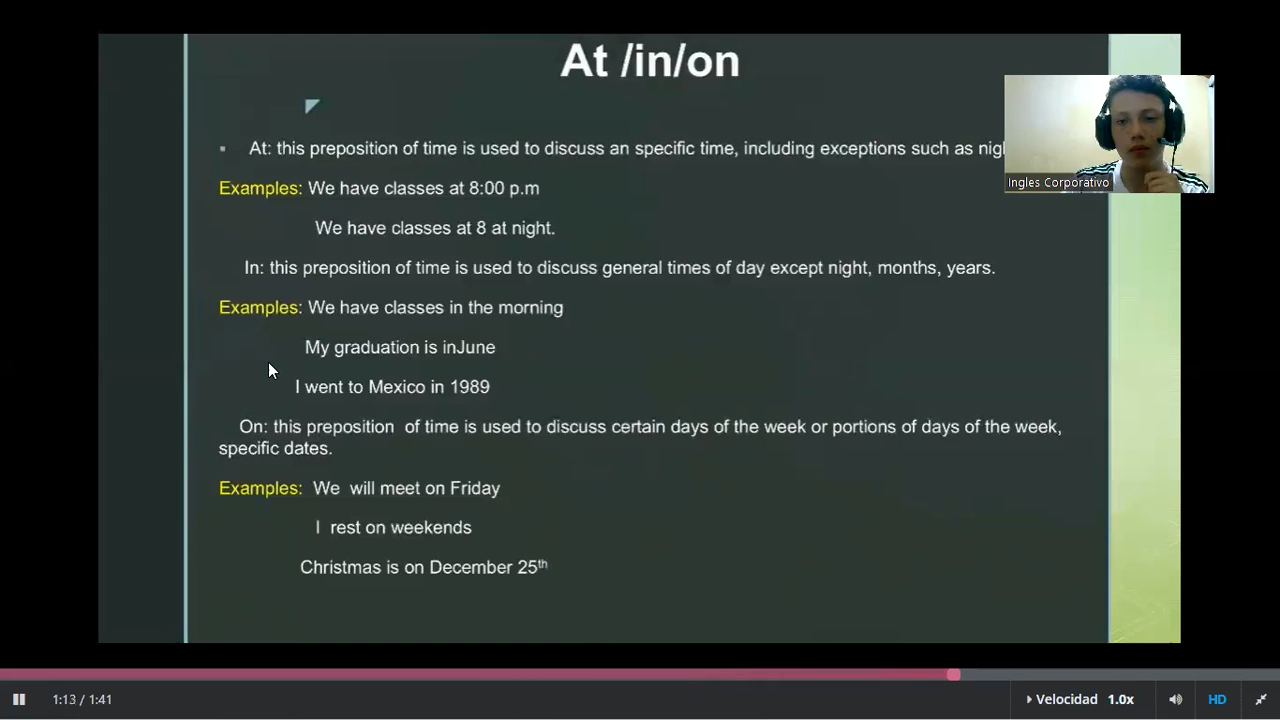 At /in/on
At: this preposition of time is used to discuss an specific time, including exceptions such as
Ingles Corporativo
Examples: We have classes at 8:00 p.m
We have classes at 8 at night.
In: this preposition of time is used to discuss general times of day except night, months, years.
Examples: We have classes in the morning
My graduation is inJune
I went to Mexico in 1989
On: this preposition of time is used to discuss certain days of the week or portions of days of the week,
specific dates.
Examples: We will meet on Friday
I rest on weekends
Christmas is on December 25th
1:13 / 1:41
Velocidad 1.0x
HD